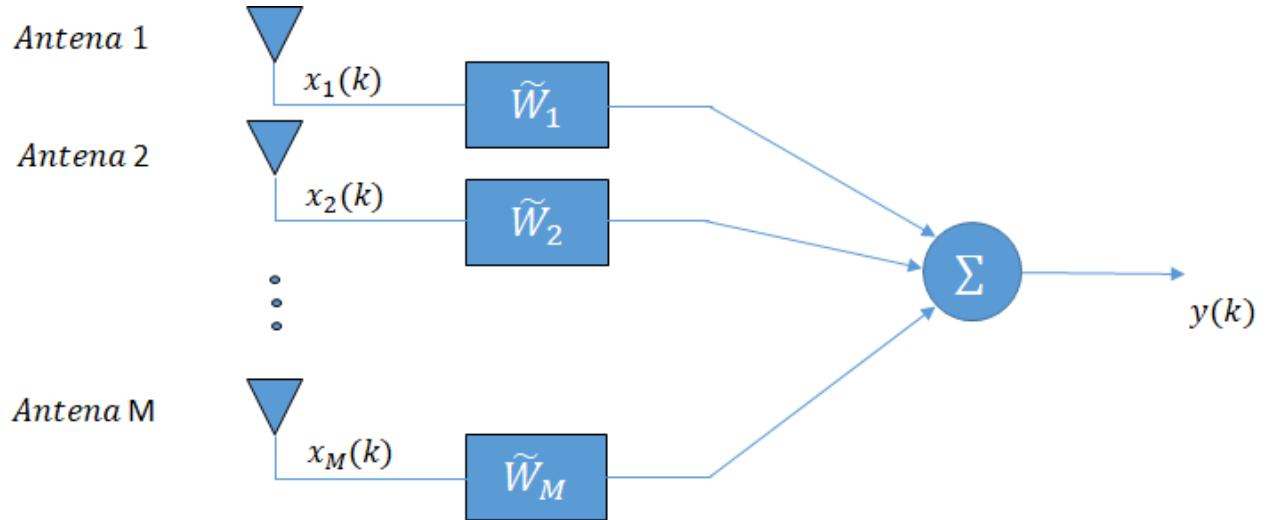 Antena 1
x₁(k)
W̃₁
Antena 2
x₂(k)
W̃₂
Σ
y(k)
Antena M
x_M(k)
W̃_M